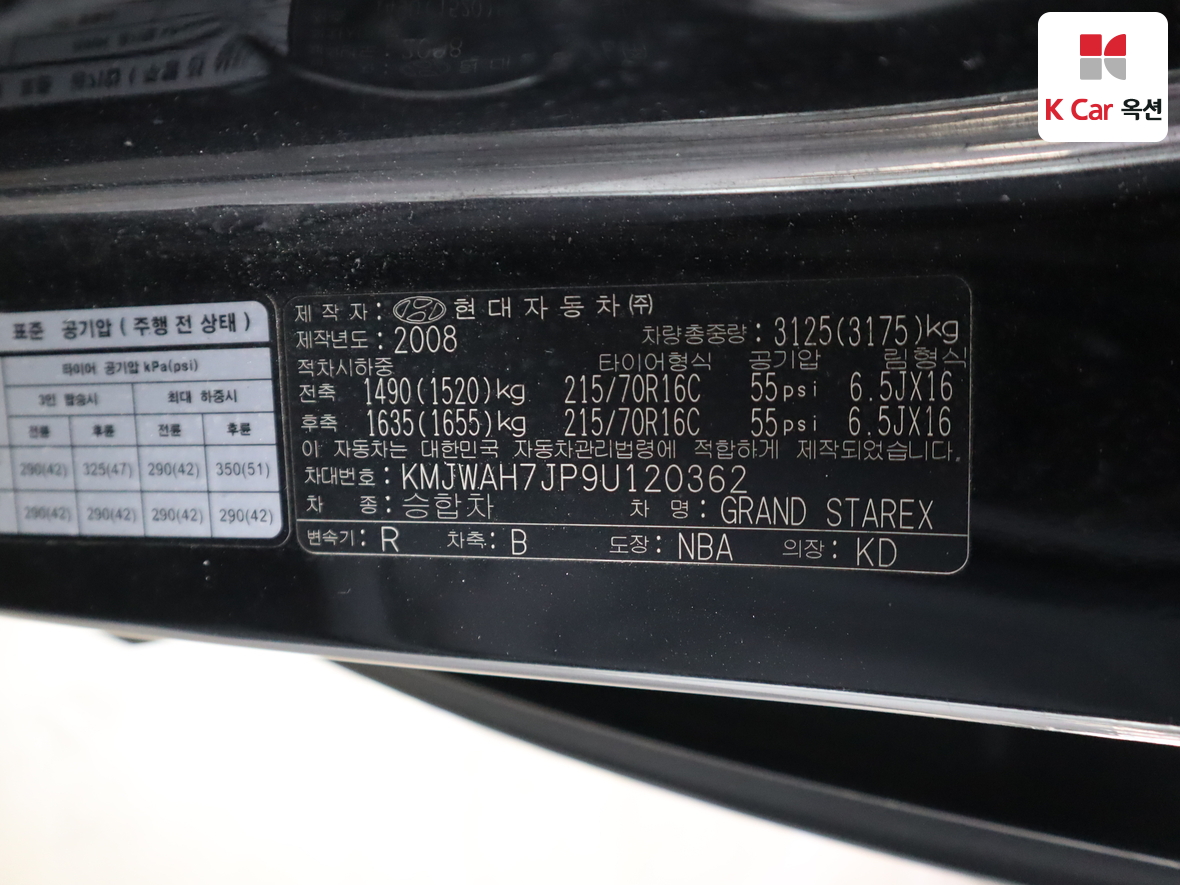 K Car 옥션
표준 공기압 ( 주행 전 상태 )
타이어 공기압 kPa(psi)
3인 탑승시 최대 하중시
전륜 후륜 전륜 후륜
290(42) 325(47) 290(42) 350(51)
290(42) 290(42) 290(42) 290(42)
제작자: 현대자동차㈜
제작년도: 2008 차량총중량: 3125(3175)kg
적차시하중 타이어형식 공기압 림형식
전축 1490(1520)kg 215/70R16C 55psi 6.5JX16
후축 1635(1655)kg 215/70R16C 55psi 6.5JX16
이 자동차는 대한민국 자동차관리법령에 적합하게 제작되었습니다.
차대번호: KMJWAH7JP9U120362
차 종: 승합차 차 명: GRAND STAREX
변속기: R 차축: B 도장: NBA 의장: KD